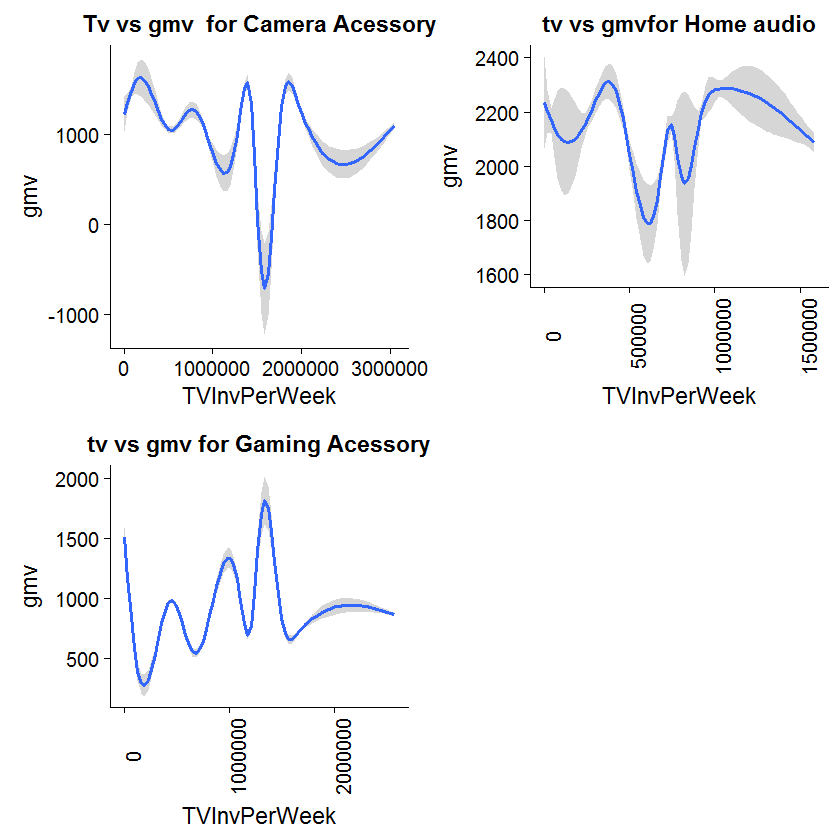 Tv vs gmv  for Camera Acessory
1000
0
-1000
gmv
0 1000000 2000000 3000000
TVInvPerWeek
tv vs gmvfor Home audio
2400
2200
2000
1800
1600
gmv
0 500000 1000000 1500000
TVInvPerWeek
tv vs gmv for Gaming Acessory
2000
1500
1000
500
gmv
0 1000000 2000000
TVInvPerWeek